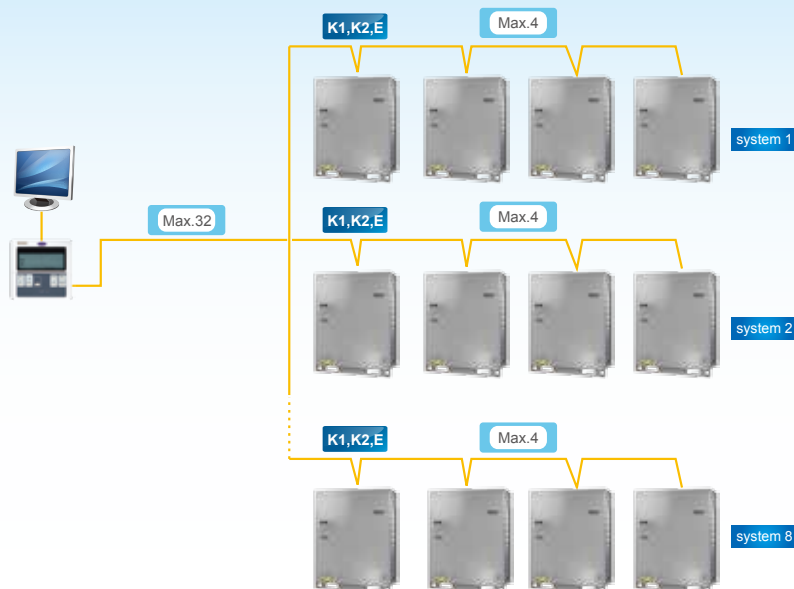 K1,K2,E
Max.4
system 1
Max.32
K1,K2,E
Max.4
system 2
K1,K2,E
Max.4
system 8